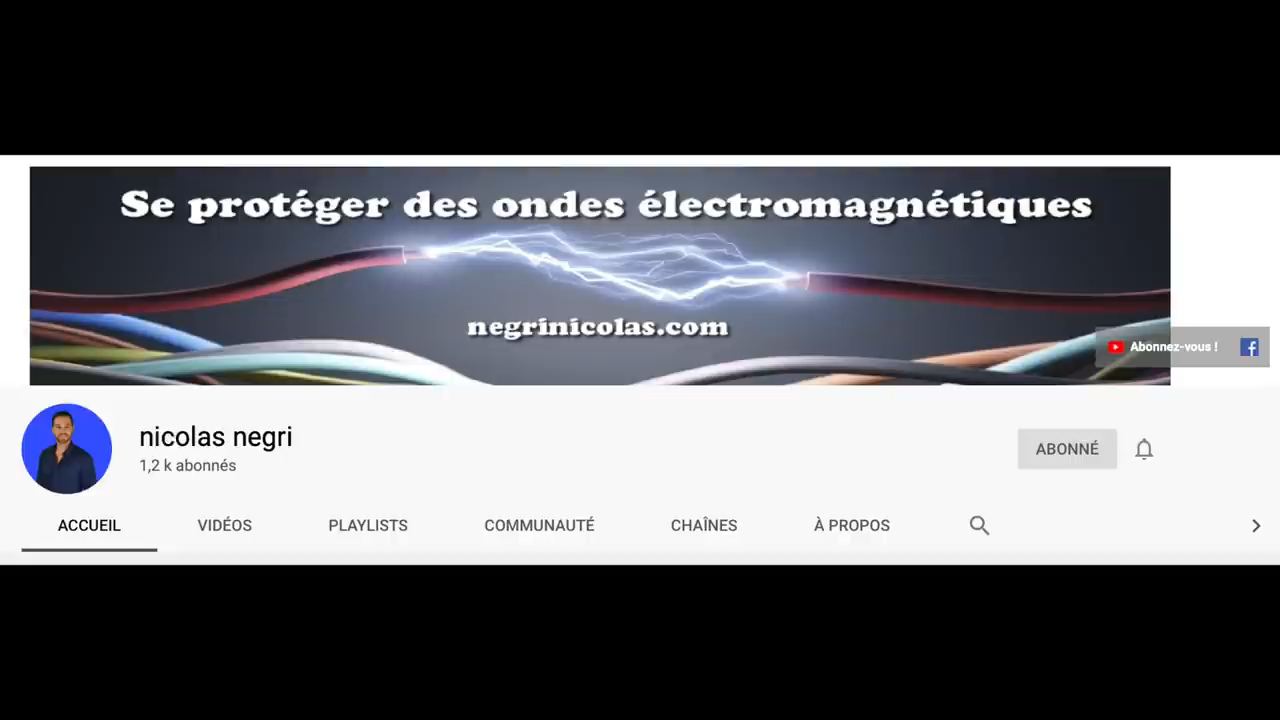 Se protéger des ondes électromagnétiques
negrinicolas.com
Abonnez-vous !
nicolas negri
1,2 k abonnés
ABONNÉ
ACCUEIL VIDÉOS PLAYLISTS COMMUNAUTÉ CHAÎNES À PROPOS